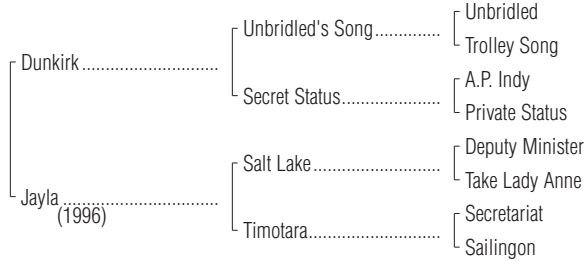 Unbridled
Unbridled's Song..............
Trolley Song
Dunkirk..............................
A.P. Indy
Secret Status.....................
Private Status
Deputy Minister
Salt Lake...........................
Take Lady Anne
Jayla..................................
(1996)
Secretariat
Timotara............................
Sailingon